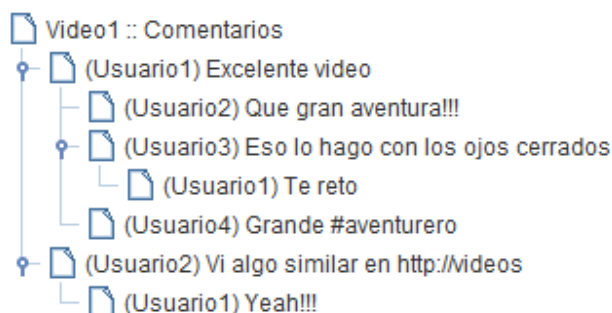 Video1 :: Comentarios
(Usuario1) Excelente video
(Usuario2) Que gran aventura!!!
(Usuario3) Eso lo hago con los ojos cerrados
(Usuario1) Te reto
(Usuario4) Grande #aventurero
(Usuario2) Vi algo similar en http://videos
(Usuario1) Yeah!!!